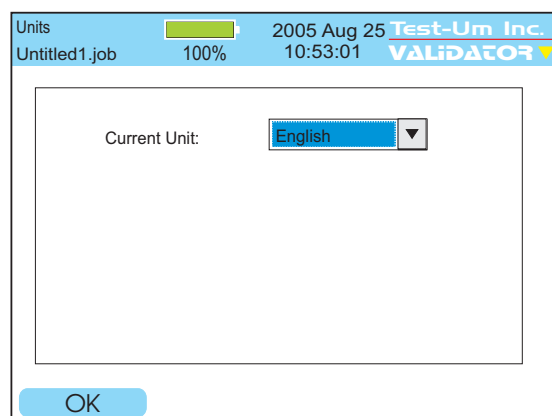 Units 2005 Aug 25 Test-Um Inc.
Untitled1.job 100% 10:53:01 VALiDATOR
Current Unit: English
OK